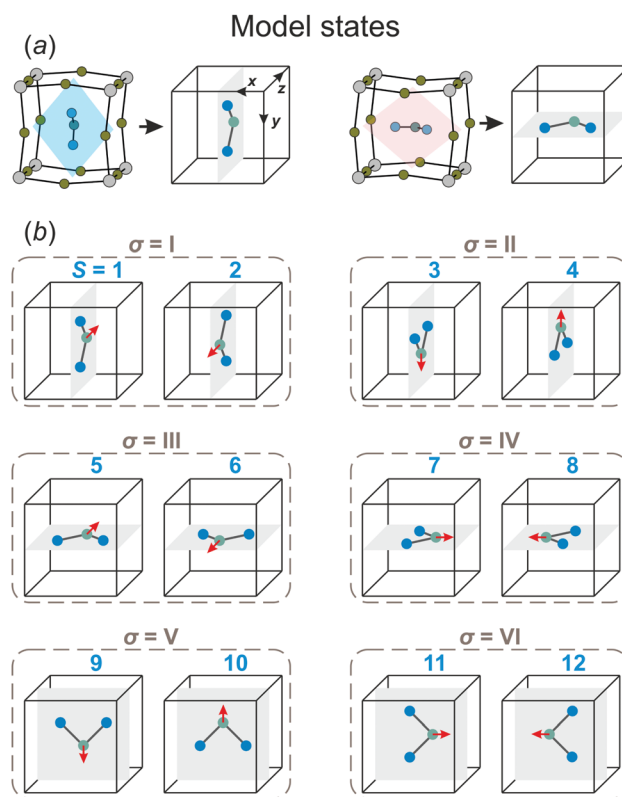 Model states
(a)
x
z
y
(b)
σ = I
σ = II
S = 1
2
3
4
σ = III
σ = IV
5
6
7
8
σ = V
σ = VI
9
10
11
12